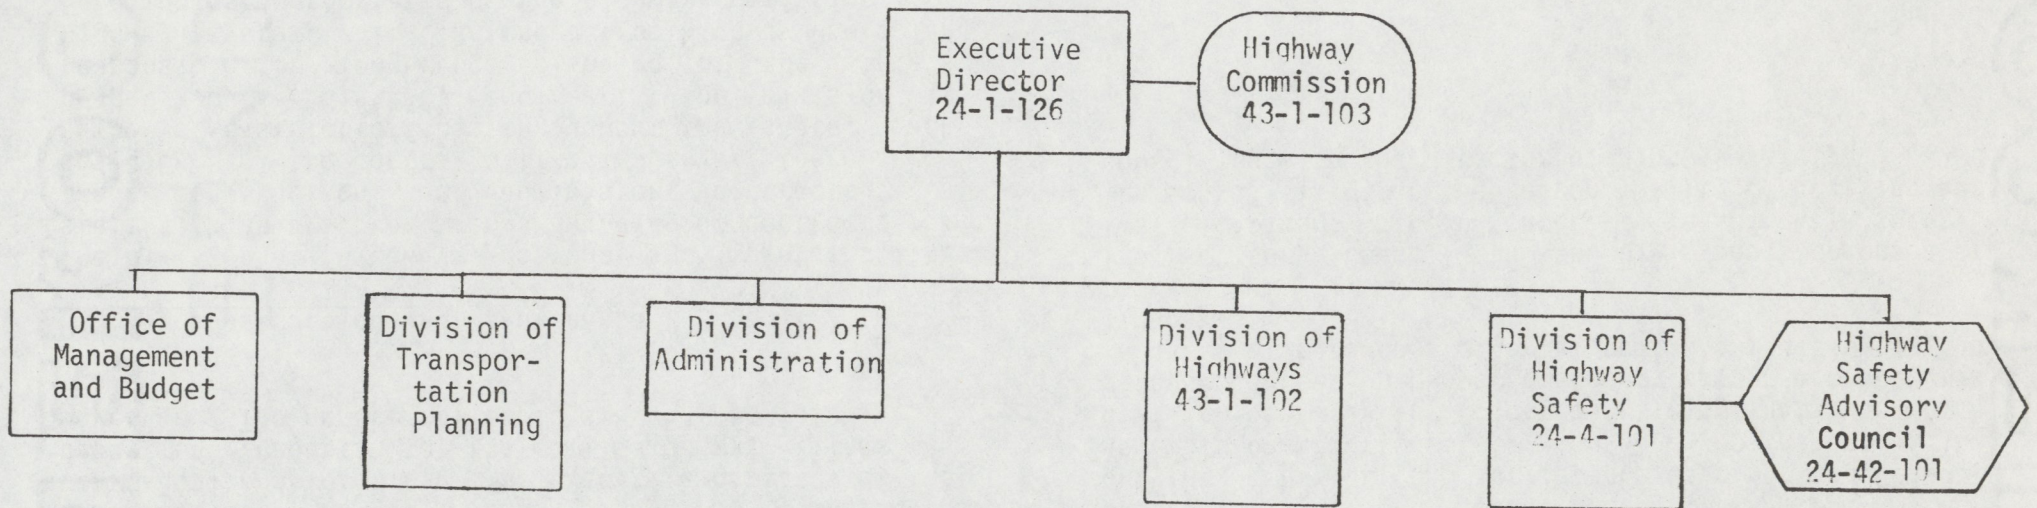 Executive
Director
24-1-126
Highway
Commission
43-1-103
Office of
Management
and Budget
Division of
Transpor-
tation
Planning
Division of
Administration
Division of
Highways
43-1-102
Division of
Highway
Safety
24-4-101
Highway
Safety
Advisory
Council
24-42-101